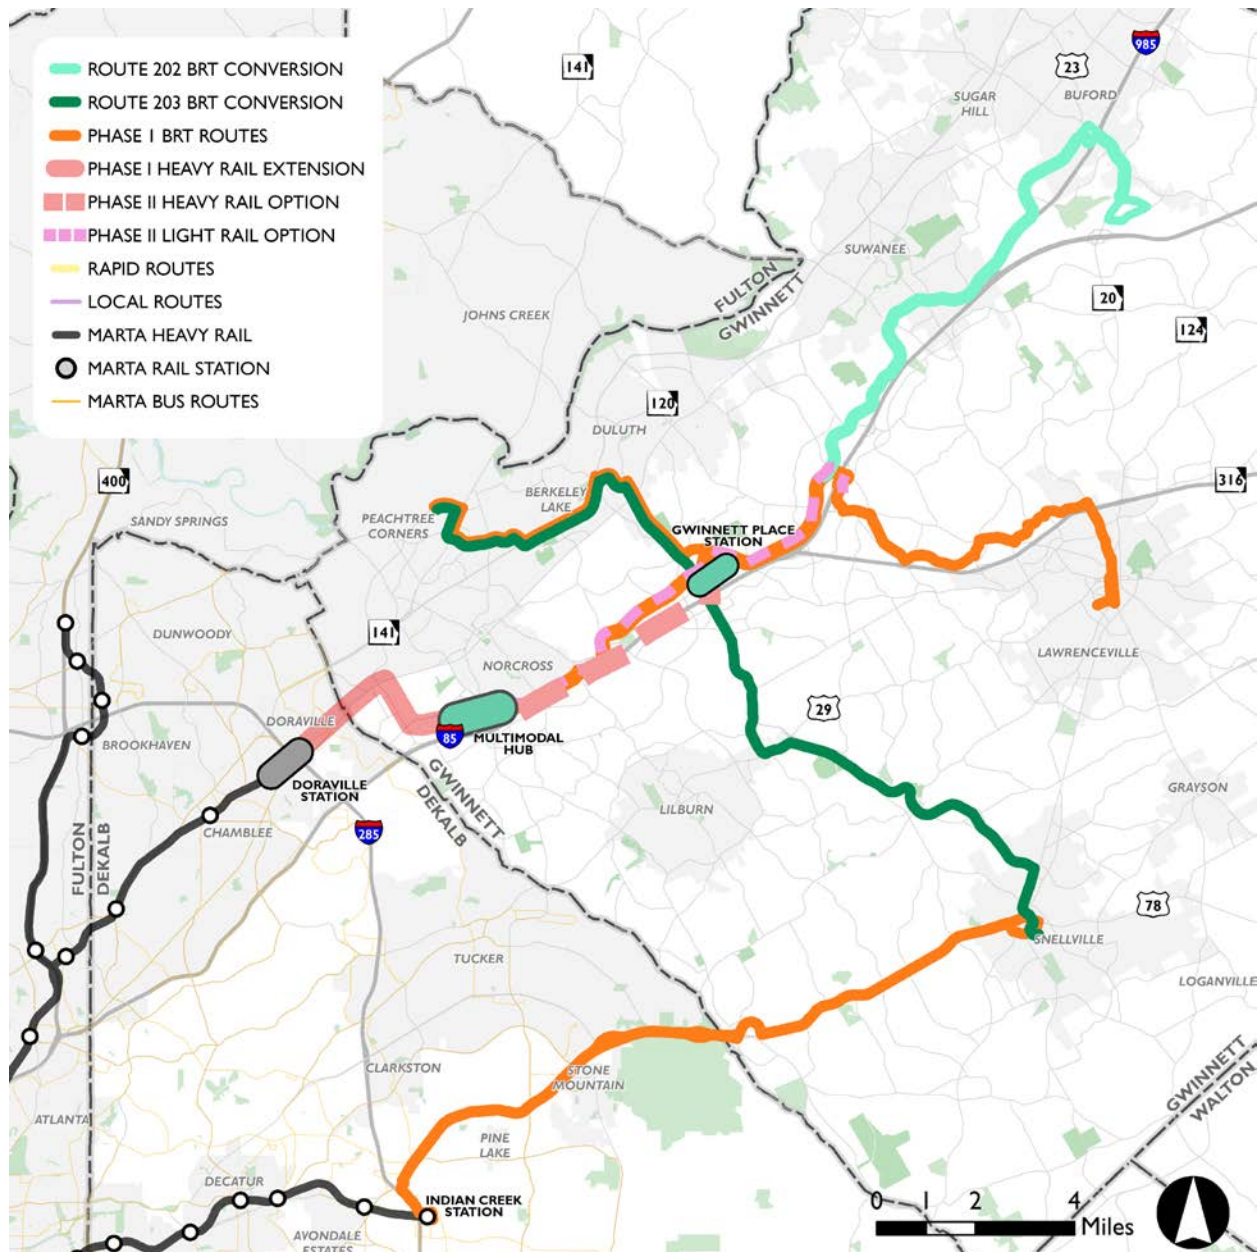 ROUTE 202 BRT CONVERSION
ROUTE 203 BRT CONVERSION
PHASE I BRT ROUTES
PHASE I HEAVY RAIL EXTENSION
PHASE II HEAVY RAIL OPTION
PHASE II LIGHT RAIL OPTION
RAPID ROUTES
LOCAL ROUTES
MARTA HEAVY RAIL
MARTA RAIL STATION
MARTA BUS ROUTES
141
985
23
SUGAR
HILL
BUFORD
SUWANEE
FULTON
GWINNETT
JOHNS CREEK
20
124
120
DULUTH
400
SANDY SPRINGS
BERKELEY
LAKE
PEACHTREE
CORNERS
316
GWINNETT PLACE
STATION
DUNWOODY
141
NORCROSS
LAWRENCEVILLE
DORAVILLE
29
BROOKHAVEN
85
MULTIMODAL
HUB
DORAVILLE
STATION
GWINNETT
DEKALB
GRAYSON
LILBURN
CHAMBLEE
285
FULTON
DEKALB
78
SNELLVILLE
TUCKER
LOGANVILLE
CLARKSTON
STONE
MOUNTAIN
GWINNETT
WALTON
ATLANTA
PINE
LAKE
DECATUR
INDIAN CREEK
STATION
AVONDALE
ESTATES
0 1 2 4
Miles